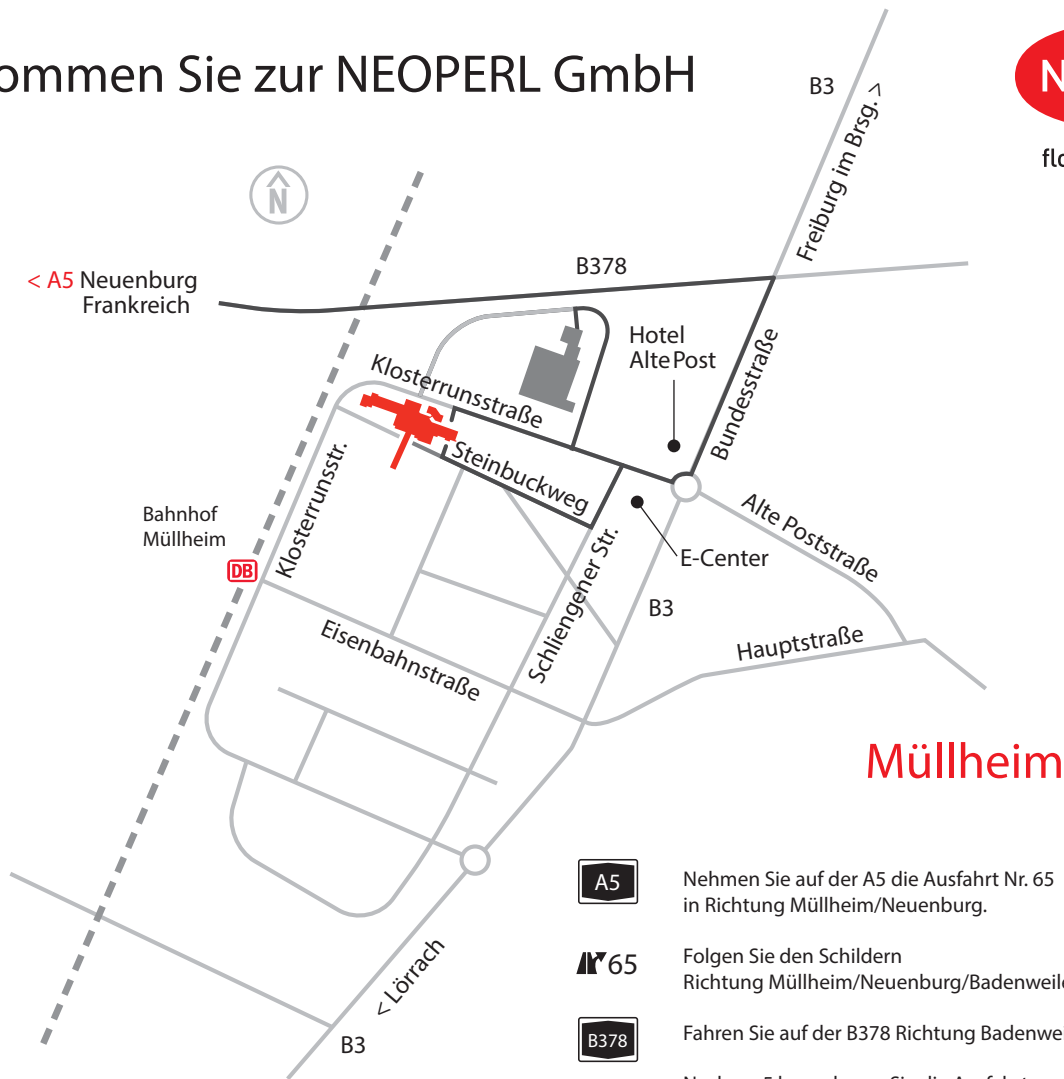 ommen Sie zur NEOPERL GmbH
N
flo
B3
Freiburg im Brsg. >
N
< A5 Neuenburg
Frankreich
B378
Hotel
Alte Post
Bundesstraße
Klosterrunsstraße
Steinbuckweg
Klosterrunsstr.
Bahnhof
Müllheim
DB
Alte Poststraße
E-Center
Schliengener Str.
B3
Hauptstraße
Eisenbahnstraße
Müllheim
< Lörrach
B3
A5 Nehmen Sie auf der A5 die Ausfahrt Nr. 65
in Richtung Müllheim/Neuenburg.
65 Folgen Sie den Schildern
Richtung Müllheim/Neuenburg/Badenweile
B378 Fahren Sie auf der B378 Richtung Badenwe